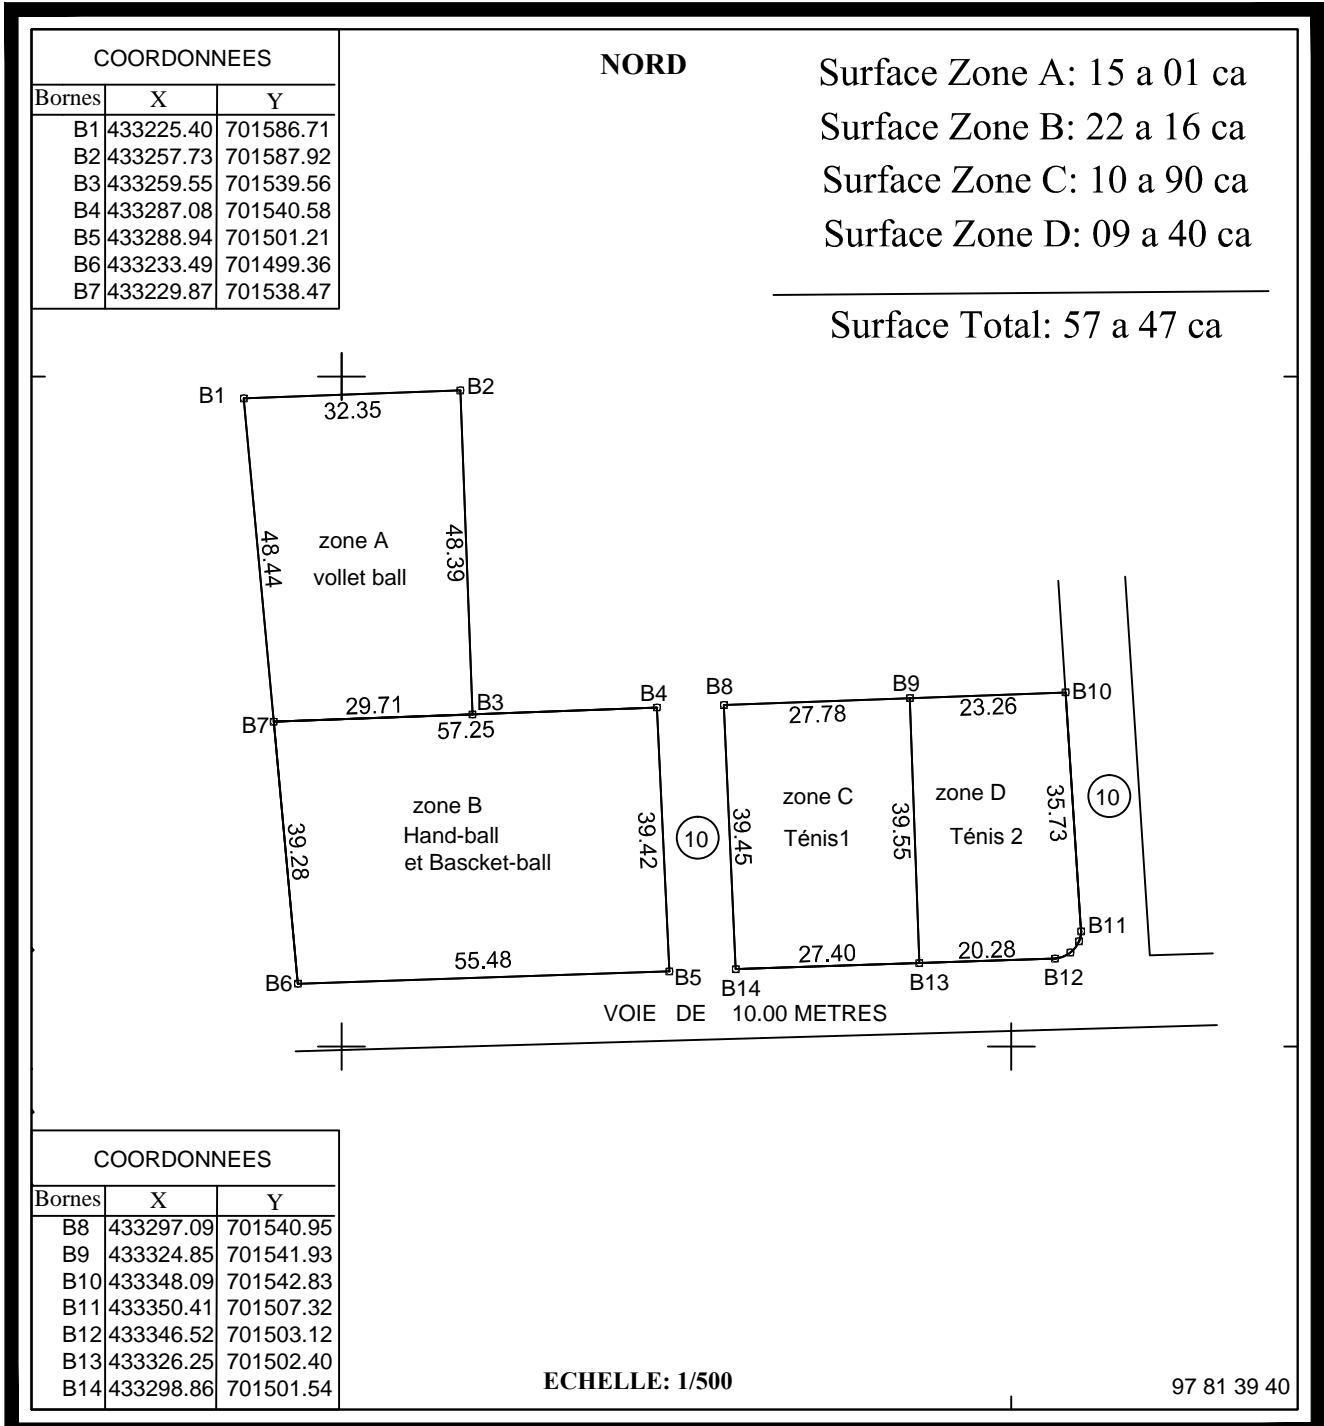 COORDONNEES
Bornes X Y
B1 433225.40 701586.71
B2 433257.73 701587.92
B3 433259.55 701539.56
B4 433287.08 701540.58
B5 433288.94 701501.21
B6 433233.49 701499.36
B7 433229.87 701538.47
NORD
Surface Zone A: 15 a 01 ca
Surface Zone B: 22 a 16 ca
Surface Zone C: 10 a 90 ca
Surface Zone D: 09 a 40 ca
Surface Total: 57 a 47 ca
B1
B2
32.35
48.44
48.39
zone A
vollet ball
B7
29.71
B3
57.25
B4
39.28
zone B
Hand-ball
et Bascket-ball
39.42
10
B6
55.48
B5
B8
27.78
B9
23.26
B10
39.45
zone C
Ténis1
39.55
zone D
Ténis 2
35.73
10
B11
B14
27.40
B13
20.28
B12
VOIE DE 10.00 METRES
COORDONNEES
Bornes X Y
B8 433297.09 701540.95
B9 433324.85 701541.93
B10 433348.09 701542.83
B11 433350.41 701507.32
B12 433346.52 701503.12
B13 433326.25 701502.40
B14 433298.86 701501.54
ECHELLE: 1/500
97 81 39 40